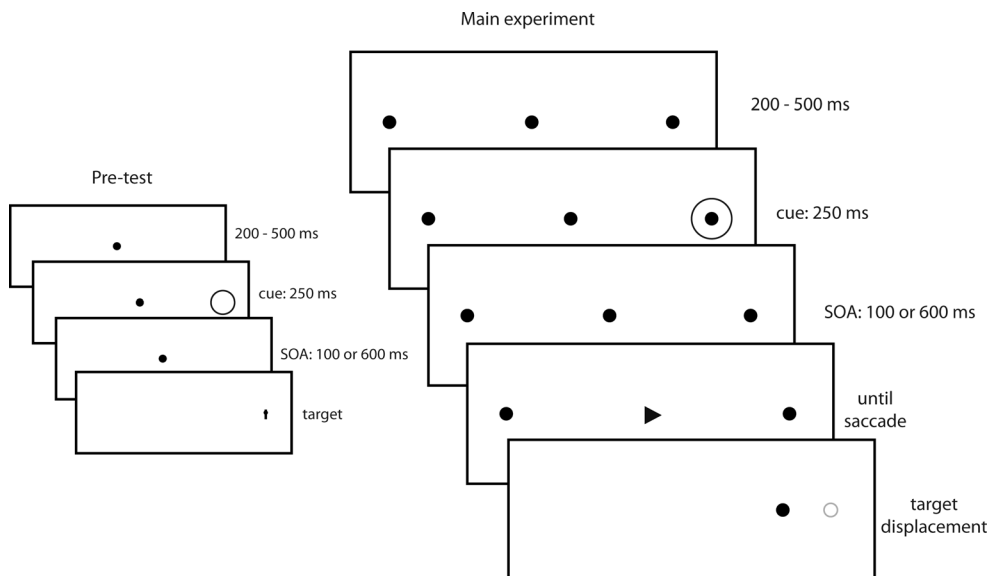 Main experiment
200 - 500 ms
cue: 250 ms
SOA: 100 or 600 ms
until
saccade
target
displacement
Pre-test
200 - 500 ms
cue: 250 ms
SOA: 100 or 600 ms
target